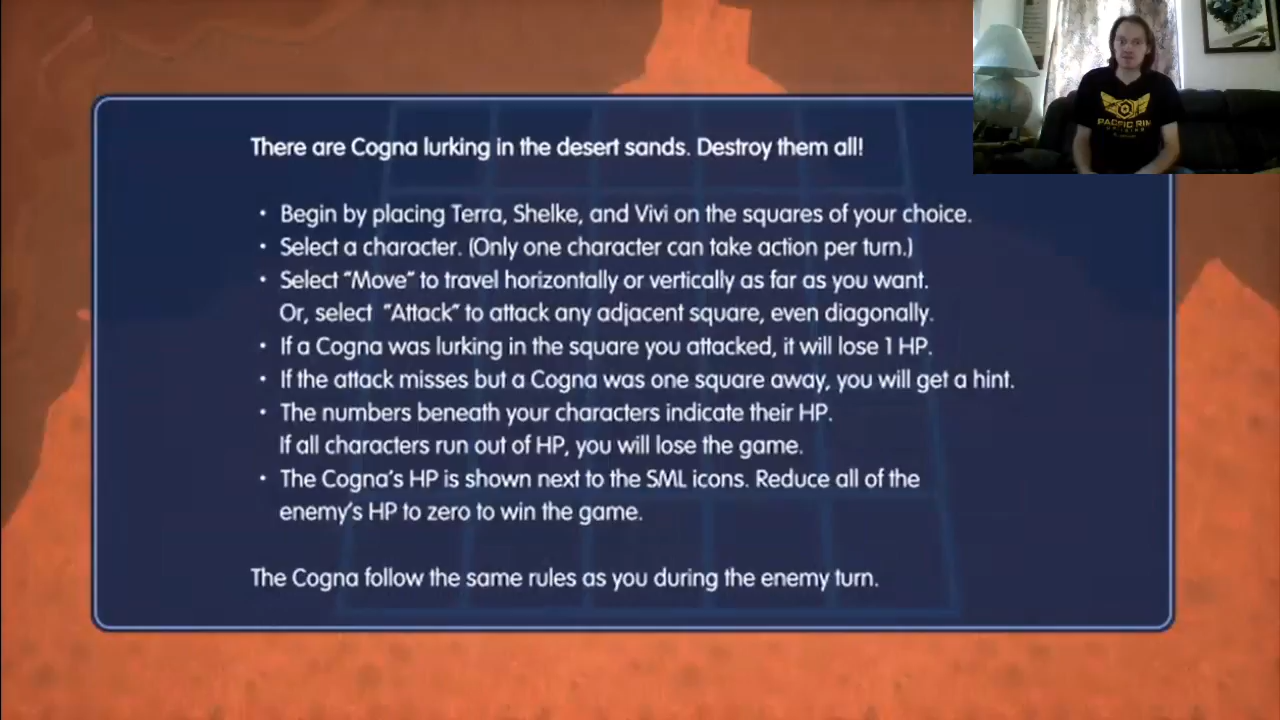 There are Cogna lurking in the desert sands. Destroy them all!
• Begin by placing Terra, Shelke, and Vivi on the squares of your choice.
• Select a character. (Only one character can take action per turn.)
• Select “Move” to travel horizontally or vertically as far as you want.
Or, select “Attack” to attack any adjacent square, even diagonally.
• If a Cogna was lurking in the square you attacked, it will lose 1 HP.
• If the attack misses but a Cogna was one square away, you will get a hint.
• The numbers beneath your characters indicate their HP.
If all characters run out of HP, you will lose the game.
• The Cogna’s HP is shown next to the SML icons. Reduce all of the
enemy’s HP to zero to win the game.
The Cogna follow the same rules as you during the enemy turn.
PACIFIC RIM